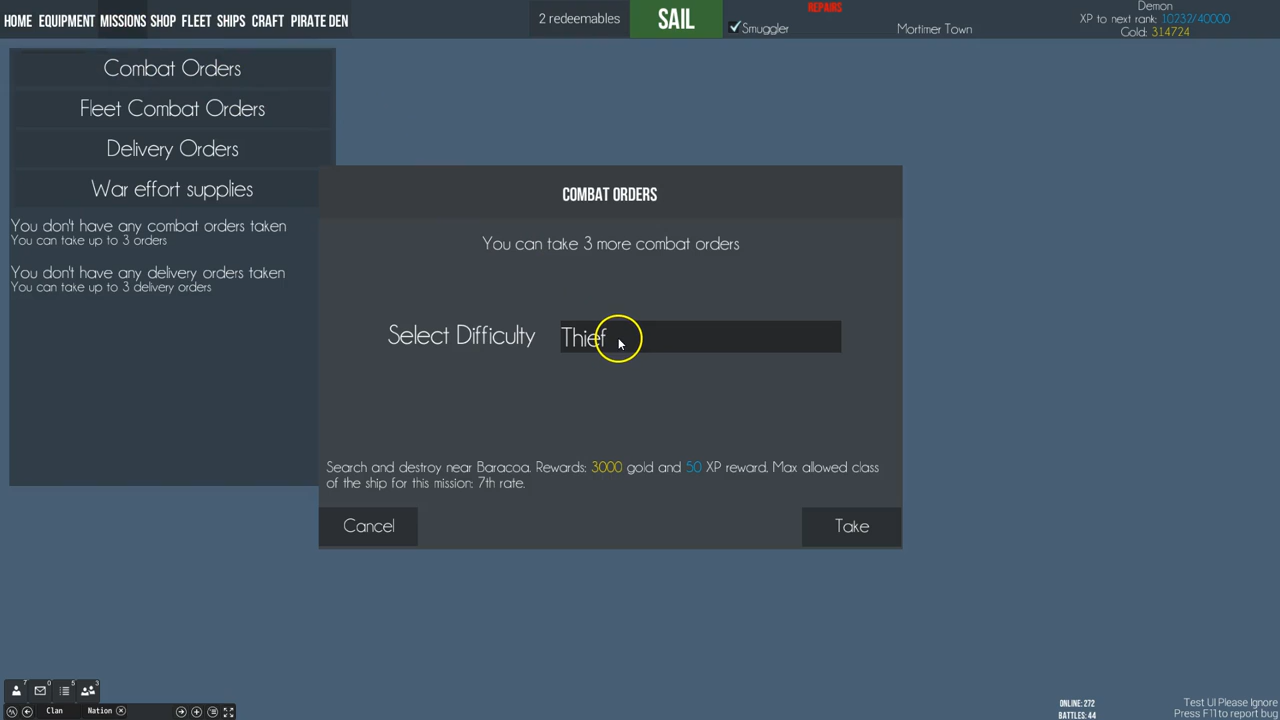 HOME EQUIPMENT MISSIONS SHOP FLEET SHIPS CRAFT PIRATE DEN
2 redeemables
SAIL
Smuggler
REPAIRS
Mortimer Town
Demon
XP to next rank: 10232/40000
Gold: 314724
Combat Orders
Fleet Combat Orders
Delivery Orders
War effort supplies
You don't have any combat orders taken
You can take up to 3 orders
You don't have any delivery orders taken
You can take up to 3 delivery orders
COMBAT ORDERS
You can take 3 more combat orders
Select Difficulty
Thief
Search and destroy near Baracoa. Rewards: 3000 gold and 50 XP reward. Max allowed class
of the ship for this mission: 7th rate.
Cancel
Take
7 0 5 3
Clan
Nation
ONLINE: 272
BATTLES: 44
Test UI Please Ignore
Press F11 to report bug